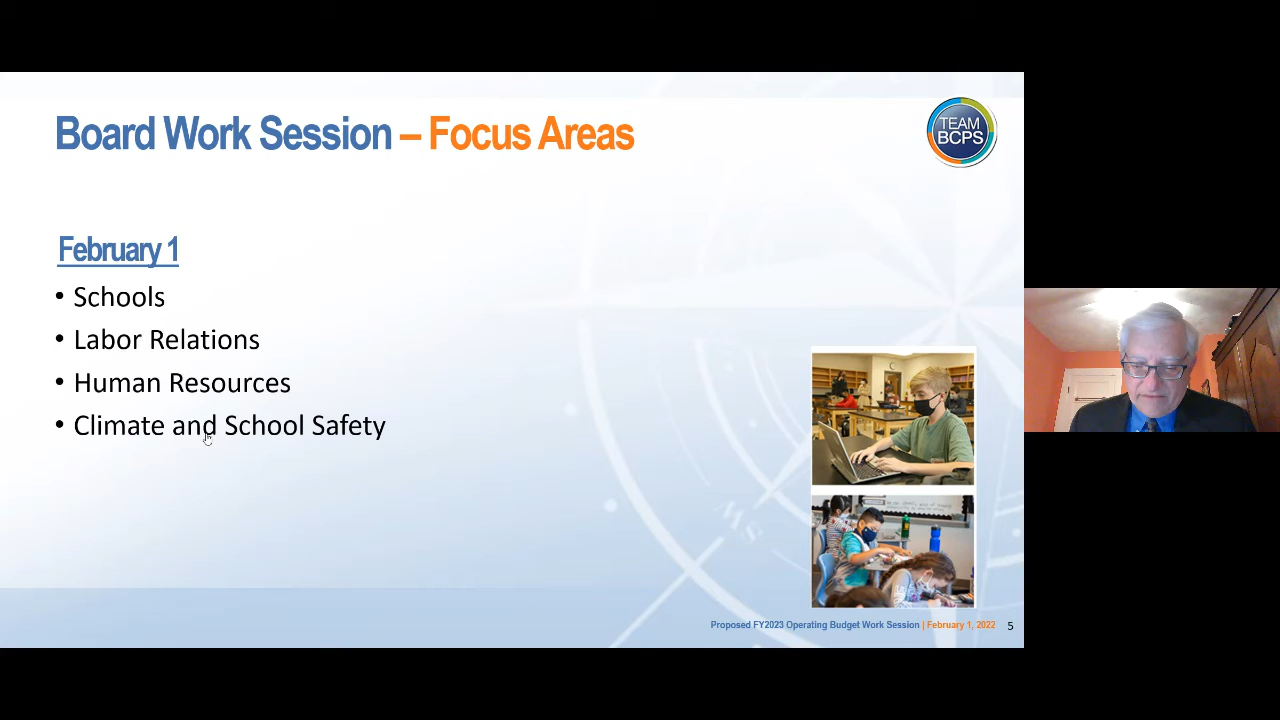 Board Work Session – Focus Areas
TEAM
BCPS
February 1
• Schools
• Labor Relations
• Human Resources
• Climate and School Safety
SW
Proposed FY2023 Operating Budget Work Session | February 1, 2022 5